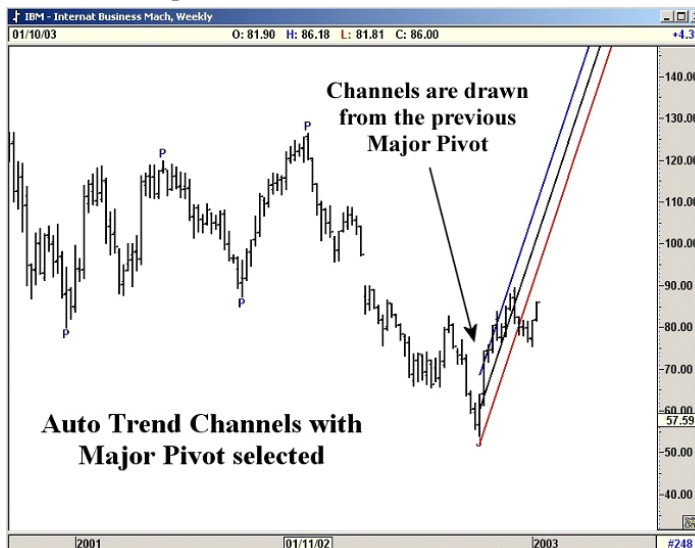 IBM - Internat Business Mach, Weekly
01/10/03 O: 81.90 H: 86.18 L: 81.81 C: 86.00 +4.3
Channels are drawn
from the previous
Major Pivot
P
P
P
P
Auto Trend Channels with
Major Pivot selected
140.00
130.00
120.00
110.00
100.00
90.00
80.00
70.00
60.00
57.59
50.00
40.00
2001 01/11/02 2003 #248